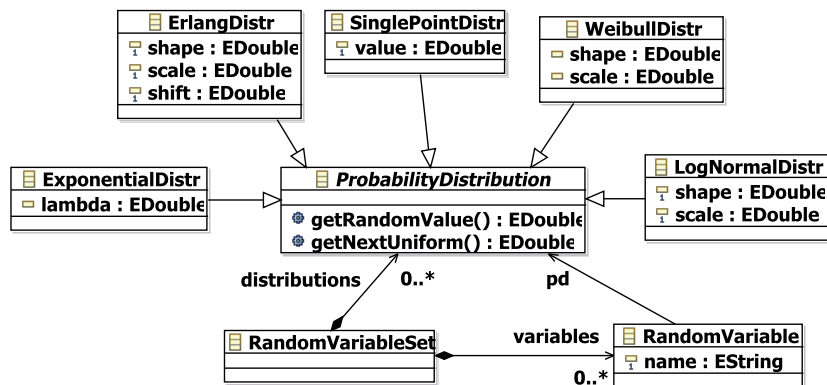 ErlangDistr
shape : EDouble
scale : EDouble
shift : EDouble
SinglePointDistr
value : EDouble
WeibullDistr
shape : EDouble
scale : EDouble
ExponentialDistr
lambda : EDouble
ProbabilityDistribution
getRandomValue() : EDouble
getNextUniform() : EDouble
LogNormalDistr
shape : EDouble
scale : EDouble
distributions
0..*
pd
RandomVariableSet
variables
0..*
RandomVariable
name : EString